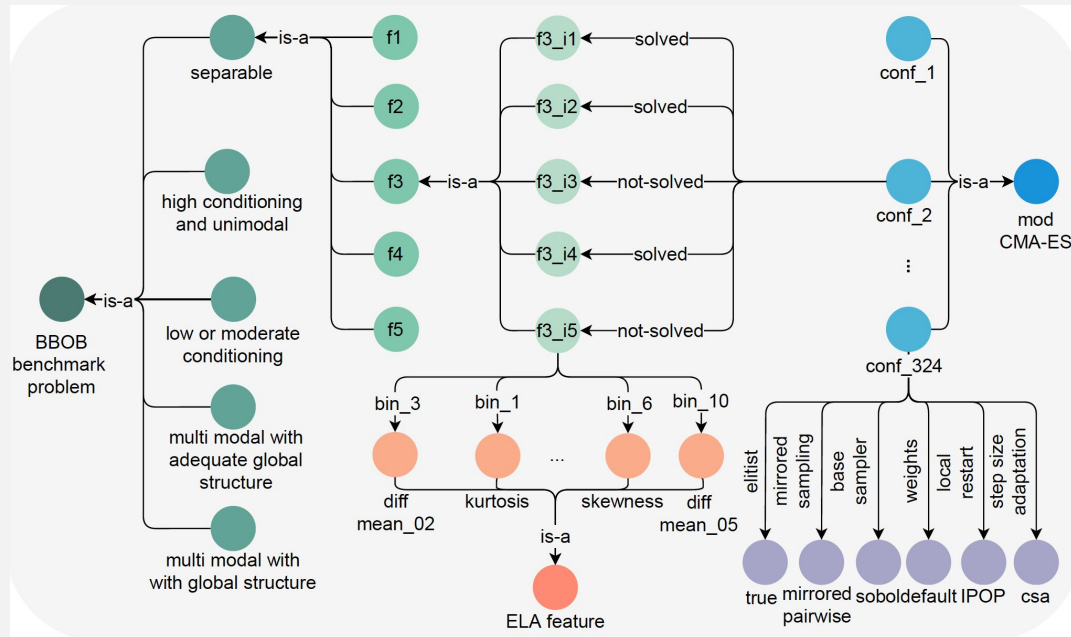 is-a
f1
f3_i1
solved
separable
conf_1
f2
f3_i2
solved
f3
is-a
f3_i3
not-solved
is-a
high conditioning
and unimodal
conf_2
mod
CMA-ES
f4
f3_i4
solved
...
is-a
BBOB
benchmark
problem
low or moderate
conditioning
f5
f3_i5
not-solved
conf_324
bin_3
bin_1
bin_6
bin_10
multi modal with
adequate global
structure
...
diff
mean_02
kurtosis
skewness
diff
mean_05
elitist
mirrored
sampling
base
sampler
weights
local
restart
step size
adaptation
is-a
multi modal with
with global structure
ELA feature
true
mirrored
pairwise
sobol
default
IPOP
csa